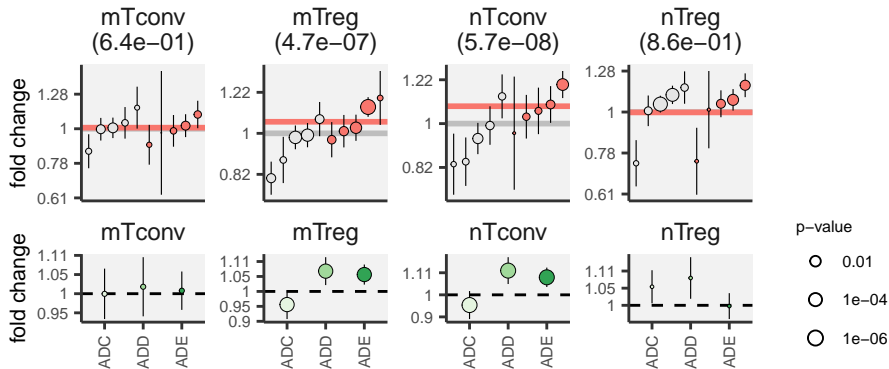 mTconv
(6.4e−01)
mTreg
(4.7e−07)
nTconv
(5.7e−08)
nTreg
(8.6e−01)
fold change
1.28
1
0.78
0.61
1.22
1
0.82
1.22
1
0.82
1.28
1
0.78
0.61
mTconv
mTreg
nTconv
nTreg
fold change
1.11
1.05
1
0.95
1.11
1.05
1
0.95
0.9
1.11
1
0.9
1.11
1.05
1
ADC
ADD
ADE
ADC
ADD
ADE
ADC
ADD
ADE
ADC
ADD
ADE
p−value
0.01
1e−04
1e−06